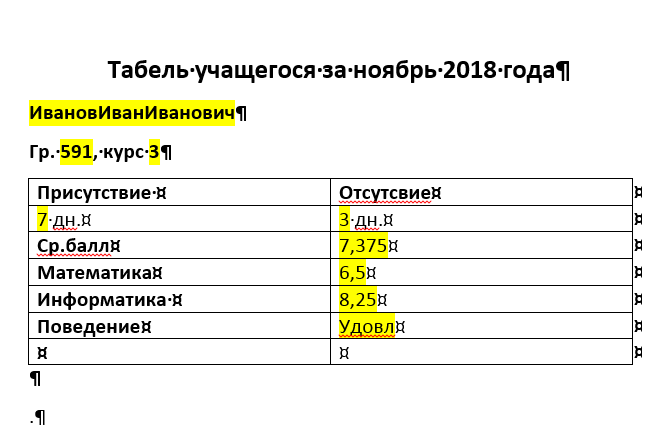 Табель учащегося за ноябрь 2018 года¶
ИвановИванИванович¶
Гр. 591, курс 3¶
Присутствие ¤ Отсутсвие¤ ¤
7 дн.¤ 3 дн.¤ ¤
Ср.балл¤ 7,375¤ ¤
Математика¤ 6,5¤ ¤
Информатика ¤ 8,25¤ ¤
Поведение¤ Удовл¤ ¤
¤ ¤ ¤
¶
.¶